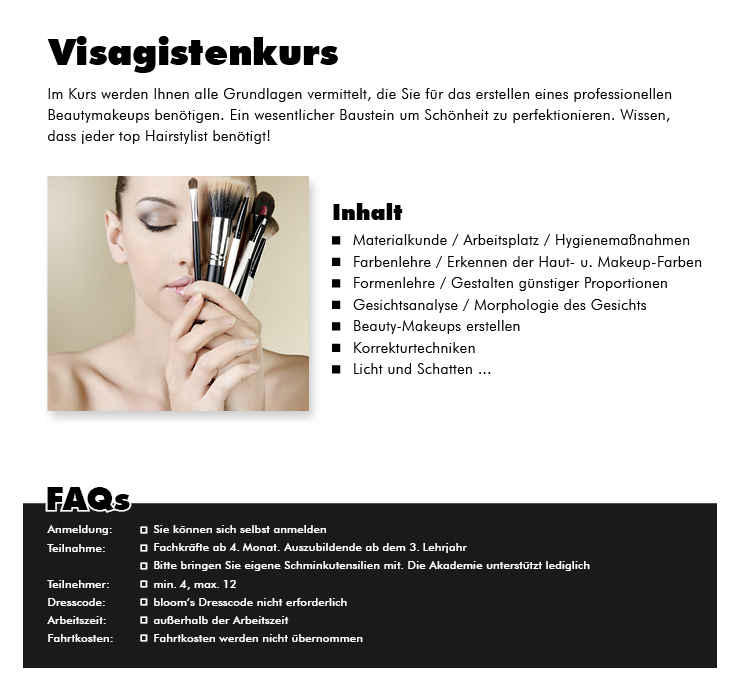 Visagistenkurs
Im Kurs werden Ihnen alle Grundlagen vermittelt, die Sie für das erstellen eines professionellen
Beautymakeups benötigen. Ein wesentlicher Baustein um Schönheit zu perfektionieren. Wissen,
dass jeder top Hairstylist benötigt!
Inhalt
Materialkunde / Arbeitsplatz / Hygienemaßnahmen
Farbenlehre / Erkennen der Haut- u. Makeup-Farben
Formenlehre / Gestalten günstiger Proportionen
Gesichtsanalyse / Morphologie des Gesichts
Beauty-Makeups erstellen
Korrekturtechniken
Licht und Schatten ...
FAQs
Anmeldung: Sie können sich selbst anmelden
Teilnahme: Fachkräfte ab 4. Monat. Auszubildende ab dem 3. Lehrjahr
Bitte bringen Sie eigene Schminkutensilien mit. Die Akademie unterstützt lediglich
Teilnehmer: min. 4, max. 12
Dresscode: bloom's Dresscode nicht erforderlich
Arbeitszeit: außerhalb der Arbeitszeit
Fahrtkosten: Fahrtkosten werden nicht übernommen